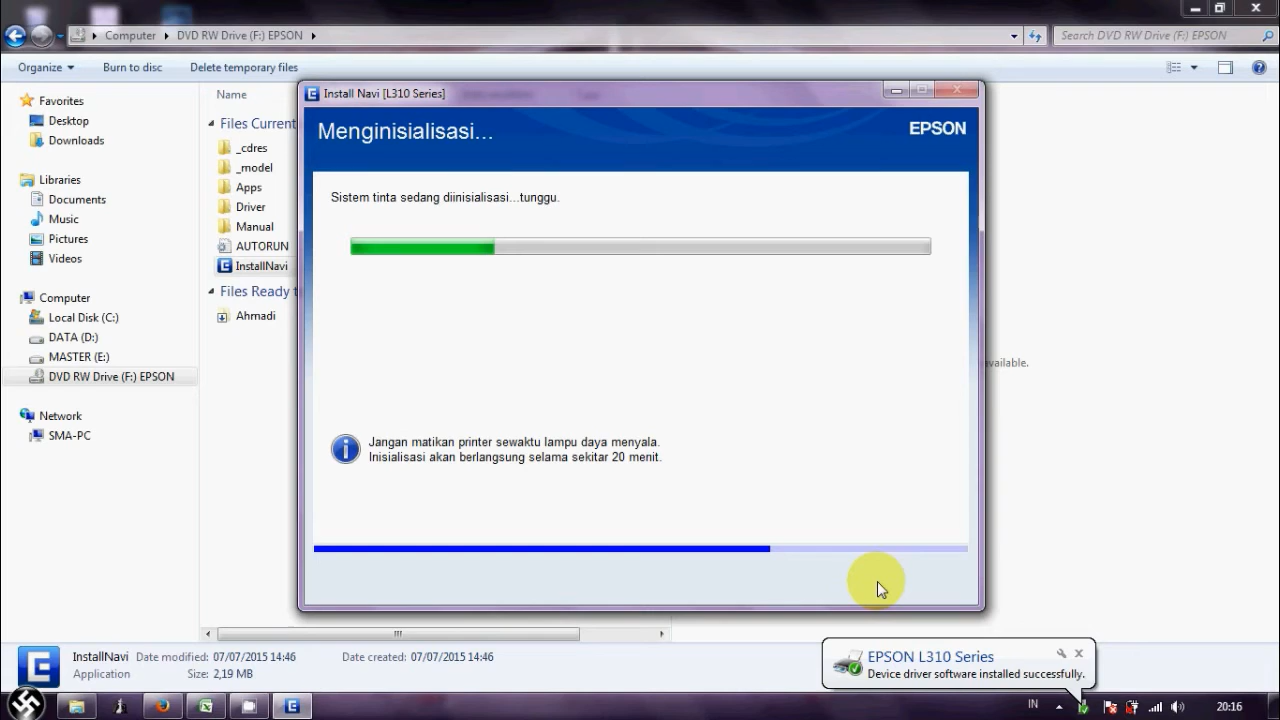 Computer ▸ DVD RW Drive (F:) EPSON ▸
Search DVD RW Drive (F:) EPSON
Organize Burn to disc Delete temporary files
Favorites
Desktop
Downloads
Libraries
Documents
Music
Pictures
Videos
Computer
Local Disk (C:)
DATA (D:)
MASTER (E:)
DVD RW Drive (F:) EPSON
Network
SMA-PC
Name
Files Current
_cdres
_model
Apps
Driver
Manual
AUTORUN
InstallNavi
Files Ready t
Ahmadi
available.
Install Navi [L310 Series]
Menginisialisasi...
EPSON
Sistem tinta sedang diinisialisasi...tunggu.
Jangan matikan printer sewaktu lampu daya menyala.
Inisialisasi akan berlangsung selama sekitar 20 menit.
InstallNavi Date modified: 07/07/2015 14:46 Date created: 07/07/2015 14:46
Application Size: 2,19 MB
EPSON L310 Series
Device driver software installed successfully.
IN
20:16